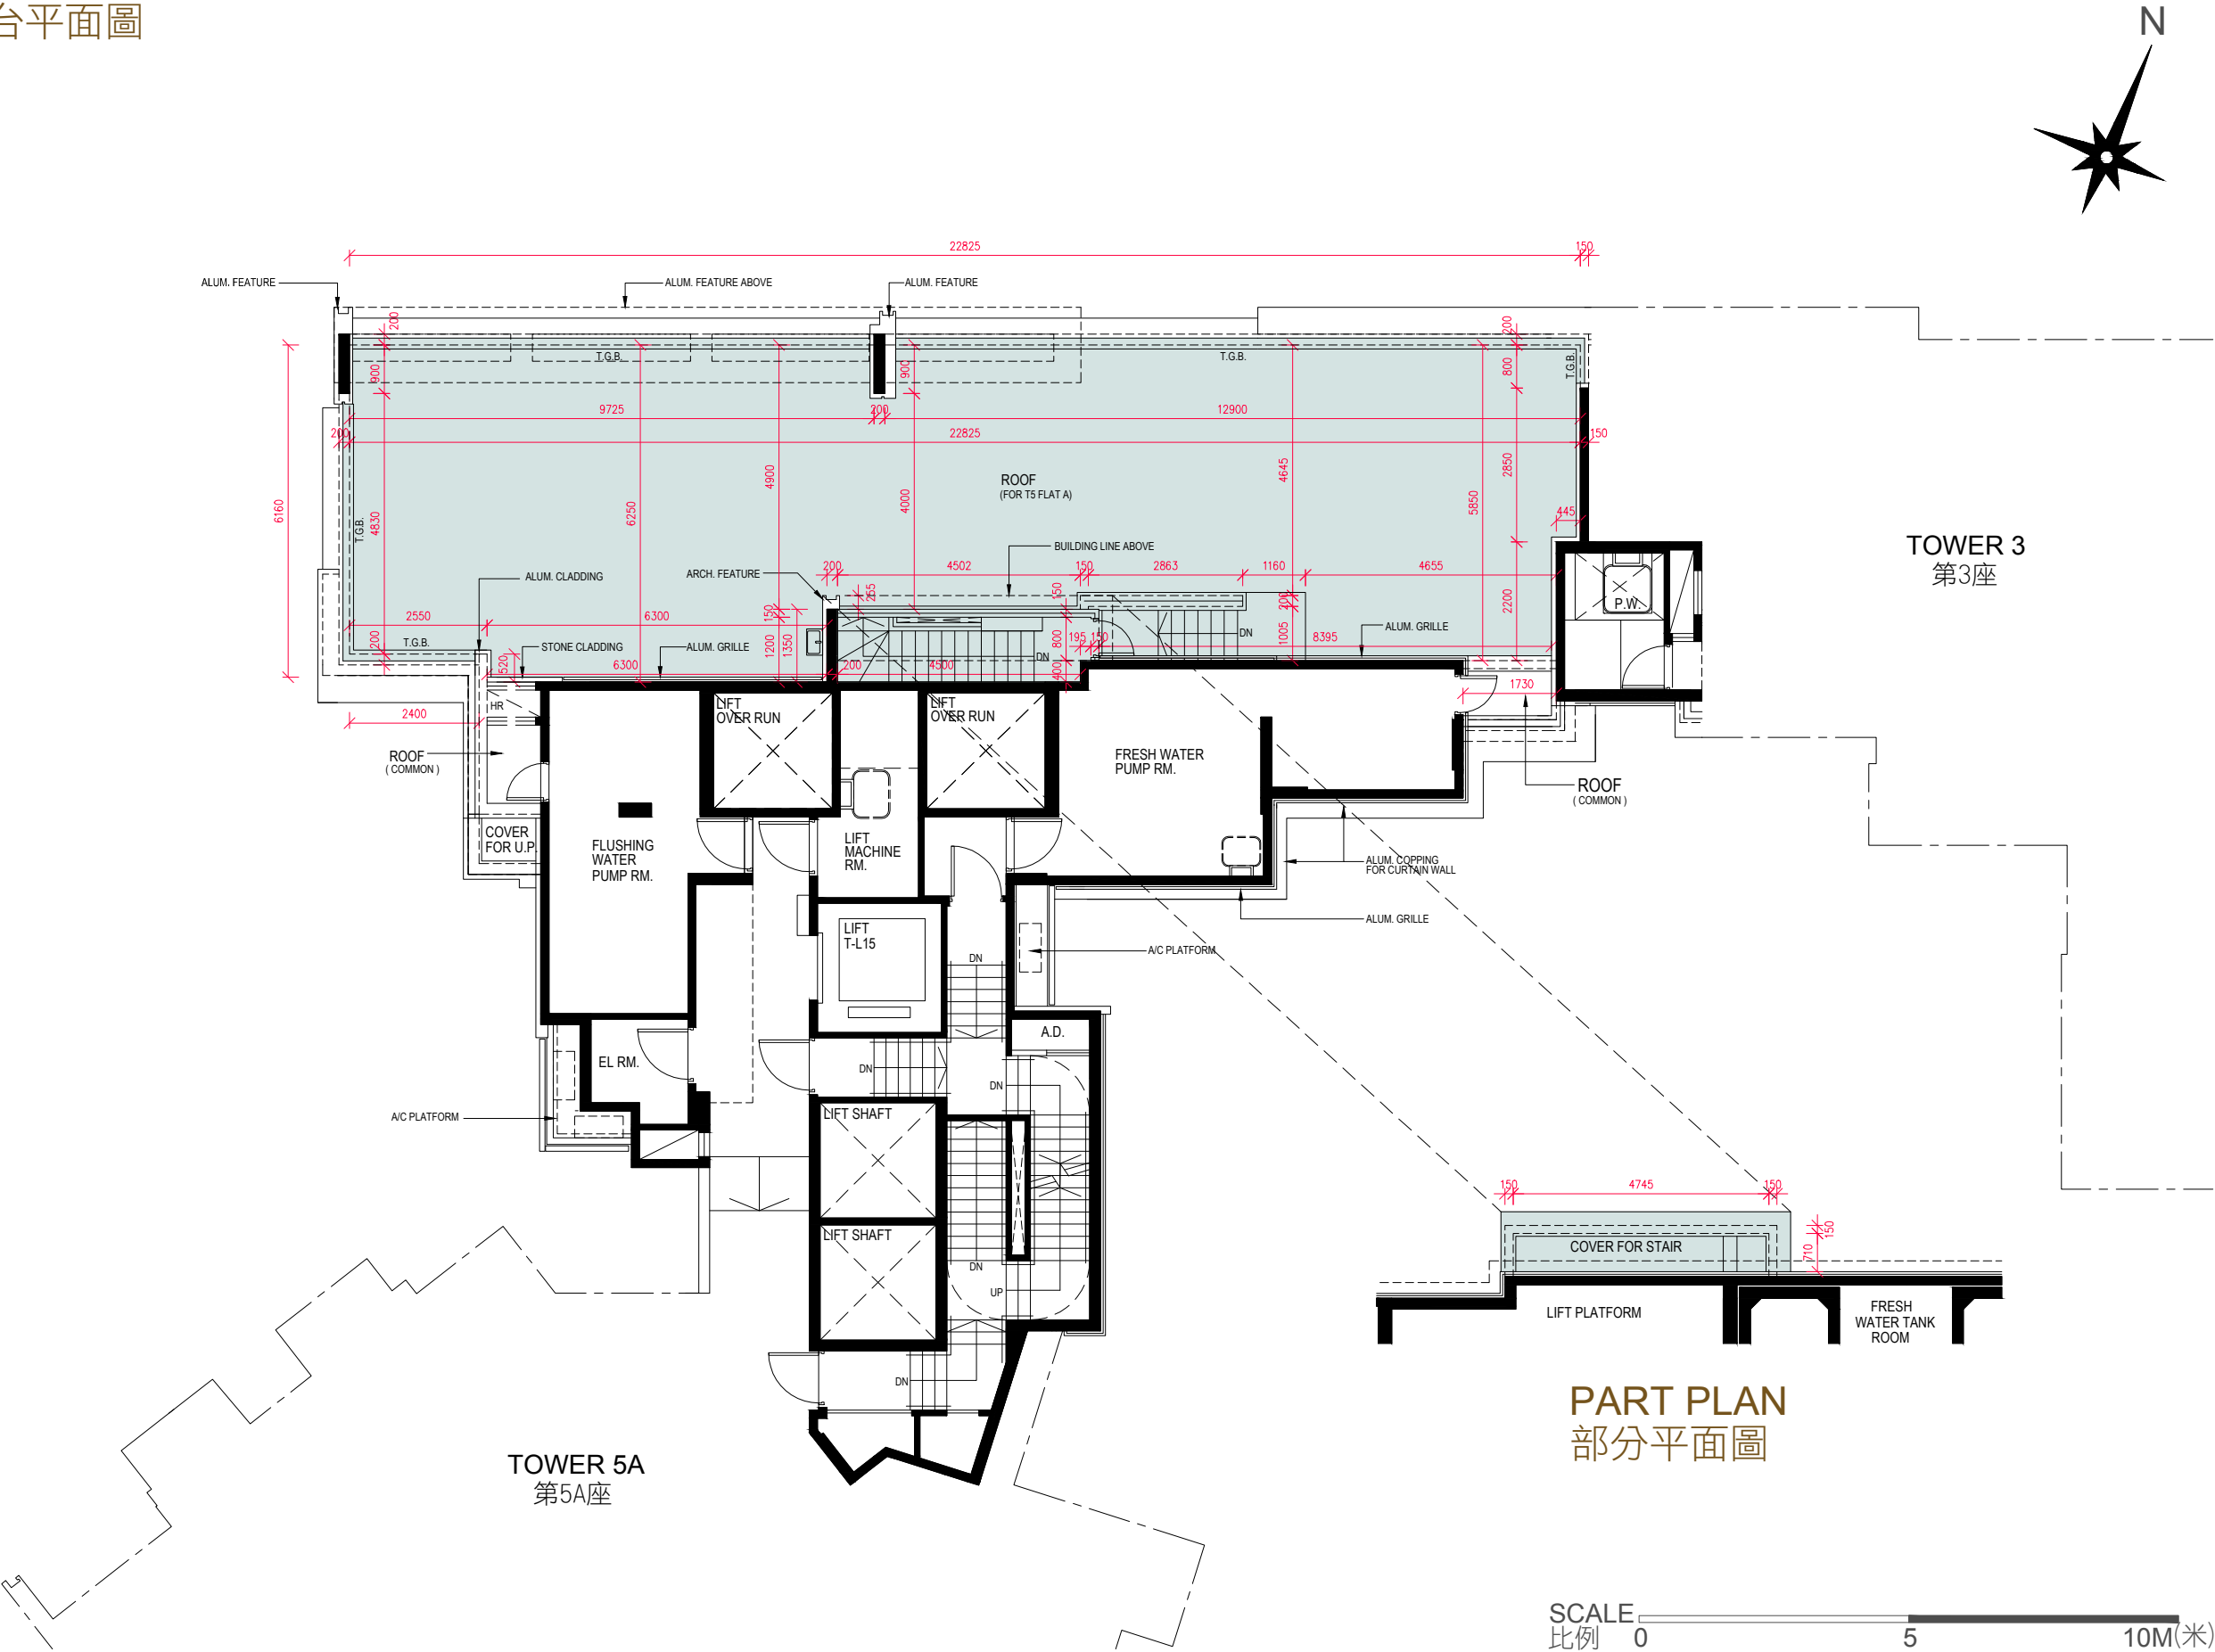 台平面圖
N
22825
150
ALUM. FEATURE
ALUM. FEATURE ABOVE
ALUM. FEATURE
200
200
T.G.B.
T.G.B.
T.G.B.
900
900
800
9725
200
12900
200
22825
150
6160
4830
6250
4900
4000
4645
5850
2850
445
T.G.B.
ROOF
(FOR T5 FLAT A)
TOWER 3
第3座
BUILDING LINE ABOVE
ALUM. CLADDING
ARCH. FEATURE
200
4502
150
2863
1160
4655
255
150
200
2200
P.W.
2550
6300
150
1200
1350
800
195
150
1005
DN
8395
ALUM. GRILLE
200
T.G.B.
STONE CLADDING
ALUM. GRILLE
DN
520
6300
200
4500
400
1730
HR
2400
LIFT
OVER RUN
LIFT
OVER RUN
ROOF
( COMMON )
FRESH WATER
PUMP RM.
ROOF
( COMMON )
COVER
FOR U.P.
FLUSHING
WATER
PUMP RM.
LIFT
MACHINE
RM.
ALUM. COPPING
FOR CURTAIN WALL
ALUM. GRILLE
LIFT
T-L15
A/C PLATFORM
DN
A.D.
EL RM.
DN
DN
A/C PLATFORM
LIFT SHAFT
150
4745
150
LIFT SHAFT
150
710
COVER FOR STAIR
DN
UP
LIFT PLATFORM
FRESH
WATER TANK
ROOM
DN
PART PLAN
部分平面圖
TOWER 5A
第5A座
SCALE
比例
0
5
10M(米)